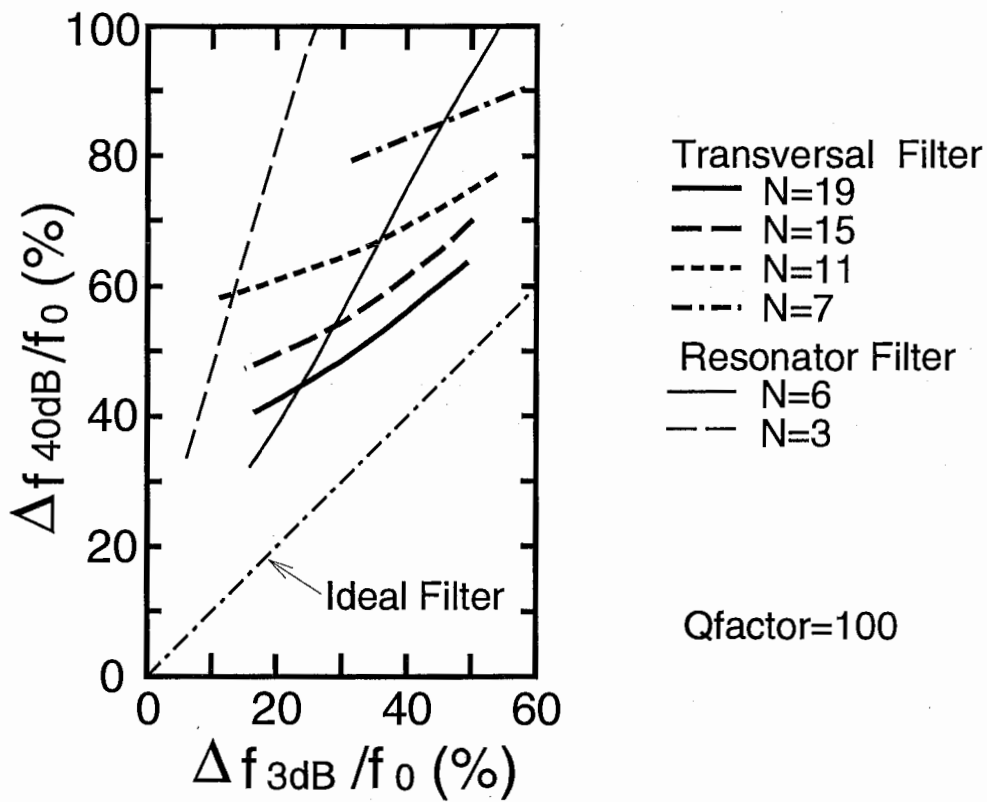 100
80
60
40
20
0
Δf 40dB/f0 (%)
0 20 40 60
Δf 3dB/f0 (%)
Ideal Filter
Transversal Filter
N=19
N=15
N=11
N=7
Resonator Filter
N=6
N=3
Qfactor=100